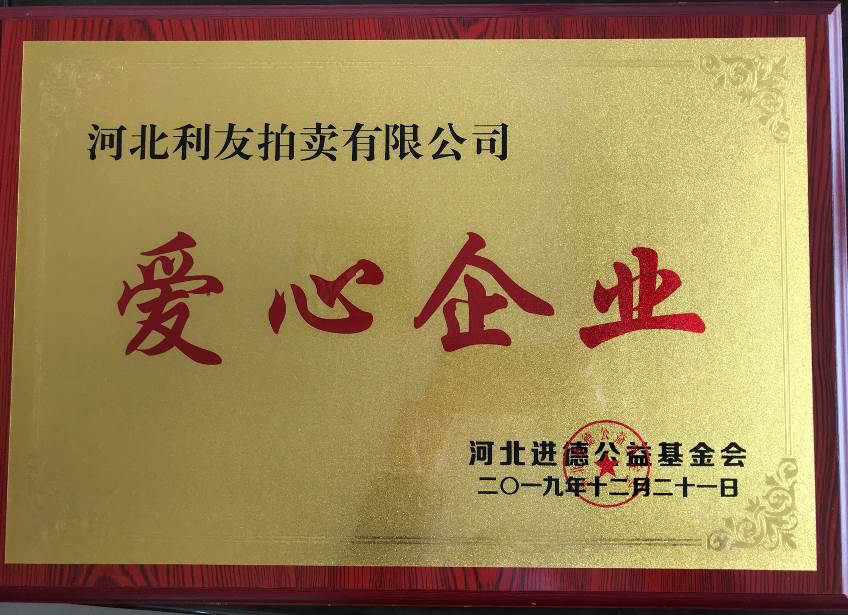 河北利友拍卖有限公司
爱心企业
河北进德公益基金会
二〇一九年十二月二十一日